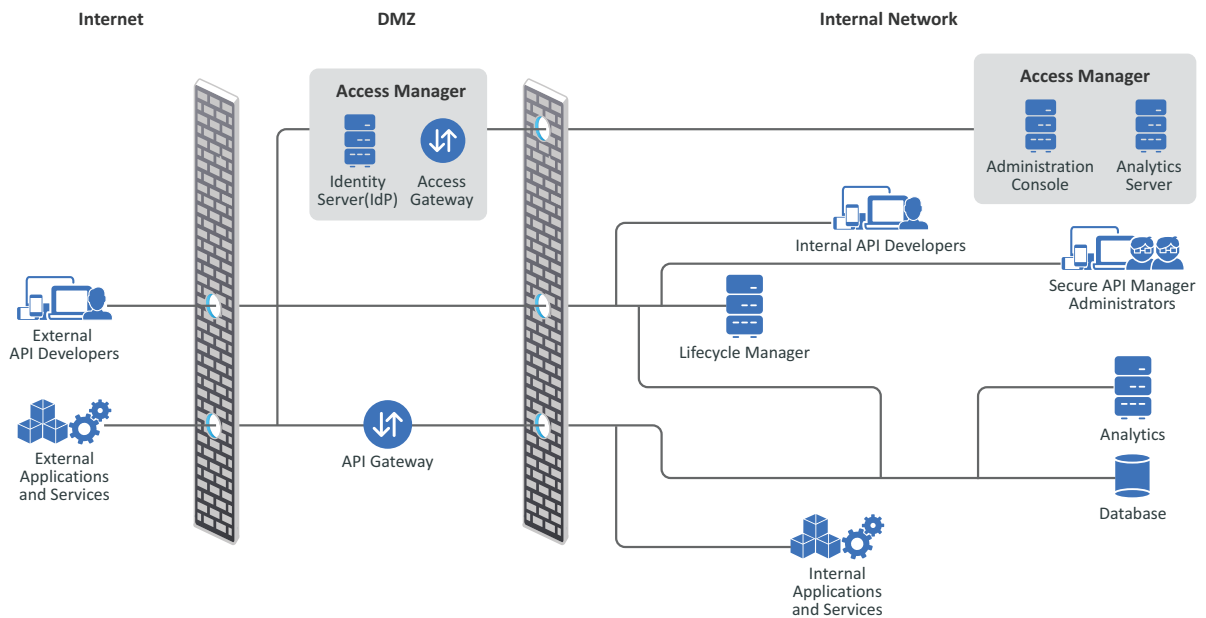 Internet
DMZ
Internal Network
Access Manager
Identity
Server(IdP)
Access
Gateway
Access Manager
Administration
Console
Analytics
Server
Internal API Developers
Secure API Manager
Administrators
External
API Developers
Lifecycle Manager
External
Applications
and Services
API Gateway
Analytics
Database
Internal
Applications
and Services